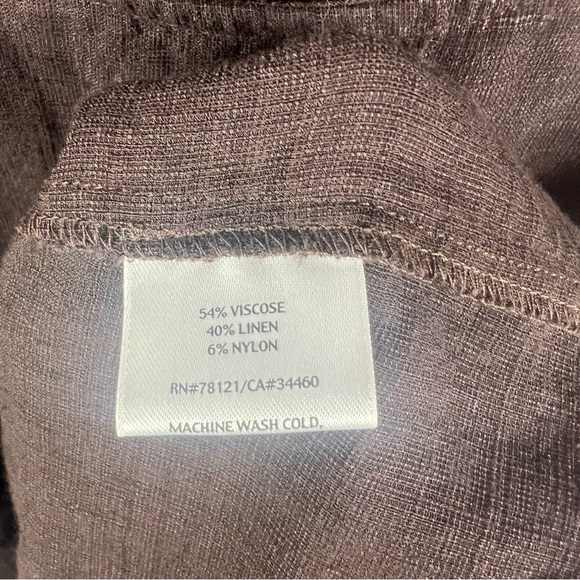 54% VISCOSE
40% LINEN
6% NYLON
RN#78121/CA#34460
MACHINE WASH COLD.